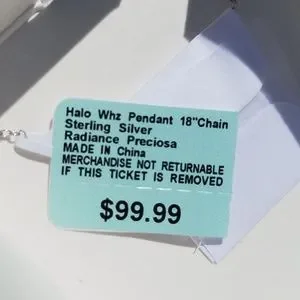 Halo Whz Pendant 18"Chain
Sterling Silver
Radiance Preciosa
MADE IN China
MERCHANDISE NOT RETURNABLE
IF THIS TICKET IS REMOVED
$99.99